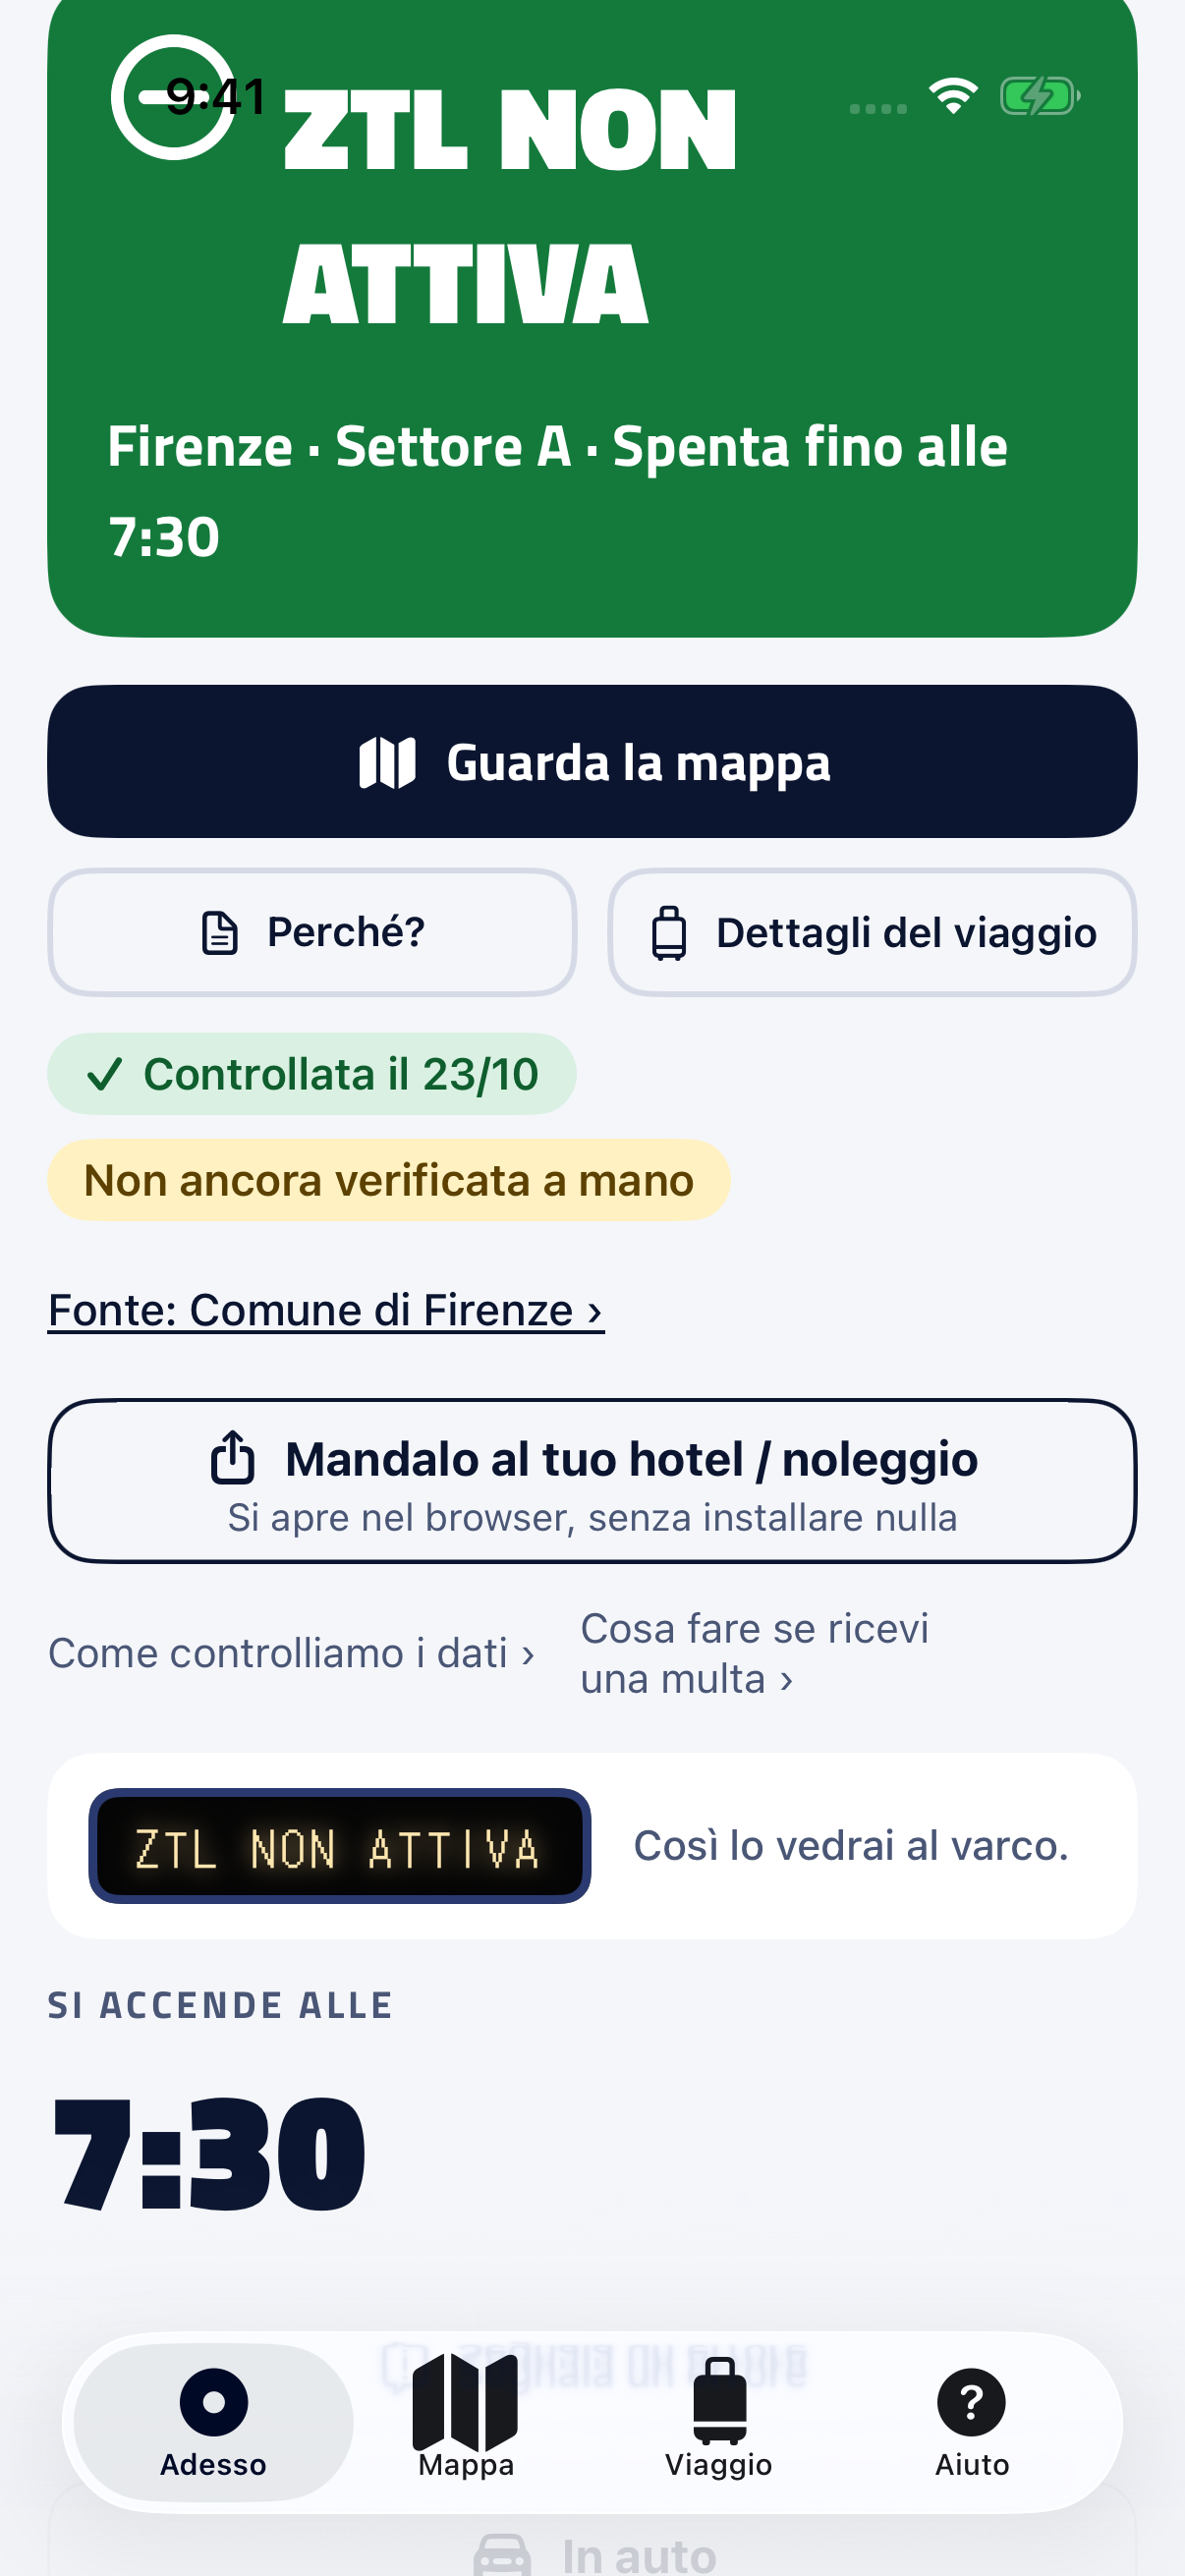 9:41
ZTL NON
ATTIVA
Firenze · Settore A · Spenta fino alle
7:30
Guarda la mappa
Perché?
Dettagli del viaggio
Controllata il 23/10
Non ancora verificata a mano
Fonte: Comune di Firenze ›
Mandalo al tuo hotel / noleggio
Si apre nel browser, senza installare nulla
Come controlliamo i dati ›
Cosa fare se ricevi
una multa ›
ZTL NON ATTIVA
Così lo vedrai al varco.
SI ACCENDE ALLE
7:30
Adesso
Mappa
Viaggio
Aiuto
In auto